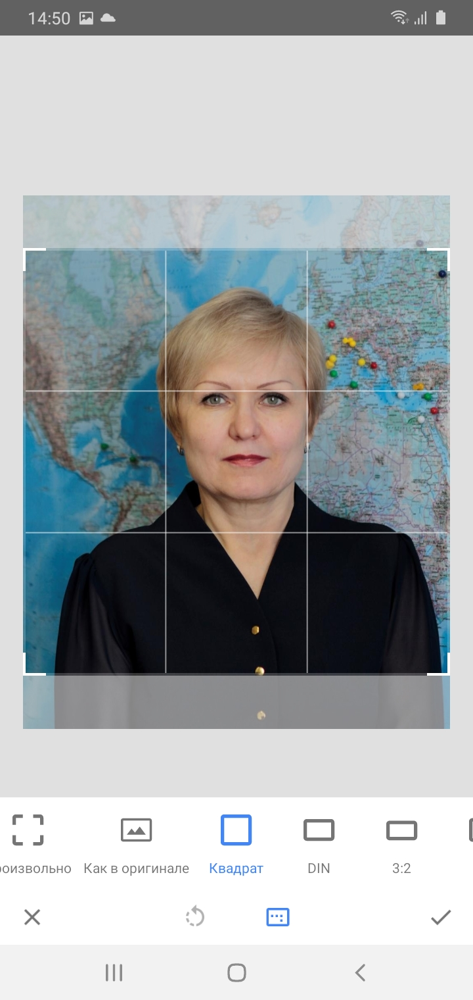 14:50
роизвольно
Как в оригинале
Квадрат
DIN
3:2